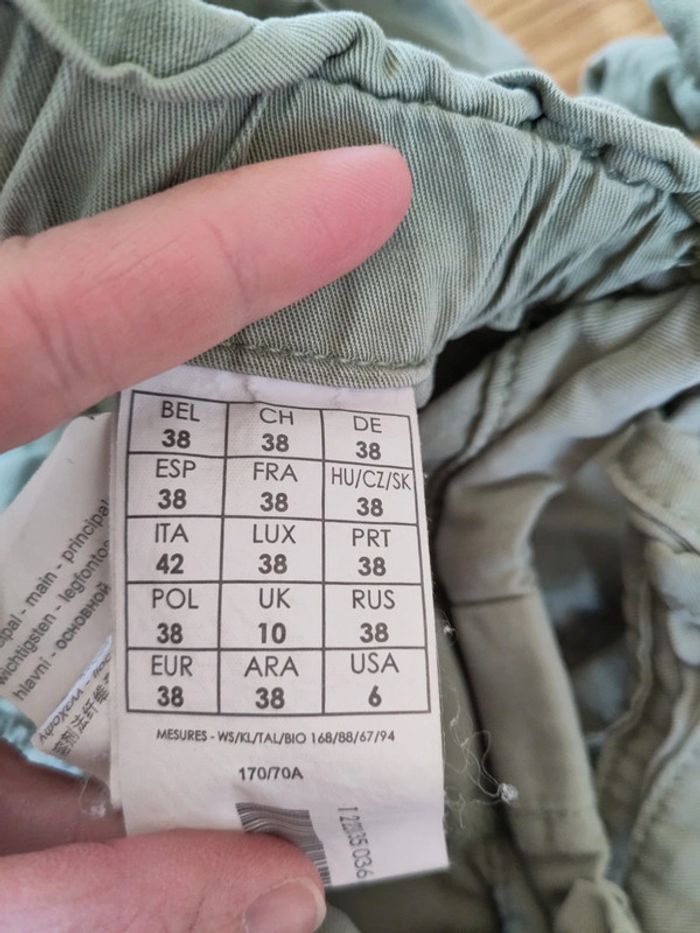 BEL CH DE
38 38 38
ESP FRA HU/CZ/SK
38 38 38
ITA LUX PRT
42 38 38
POL UK RUS
38 10 38
EUR ARA USA
38 38 6
MESURES - WS/KL/TAL/BIO 168/88/67/94
170/70A
cipal - main - principal
wichtigsten - legfontos
hlavní - основной